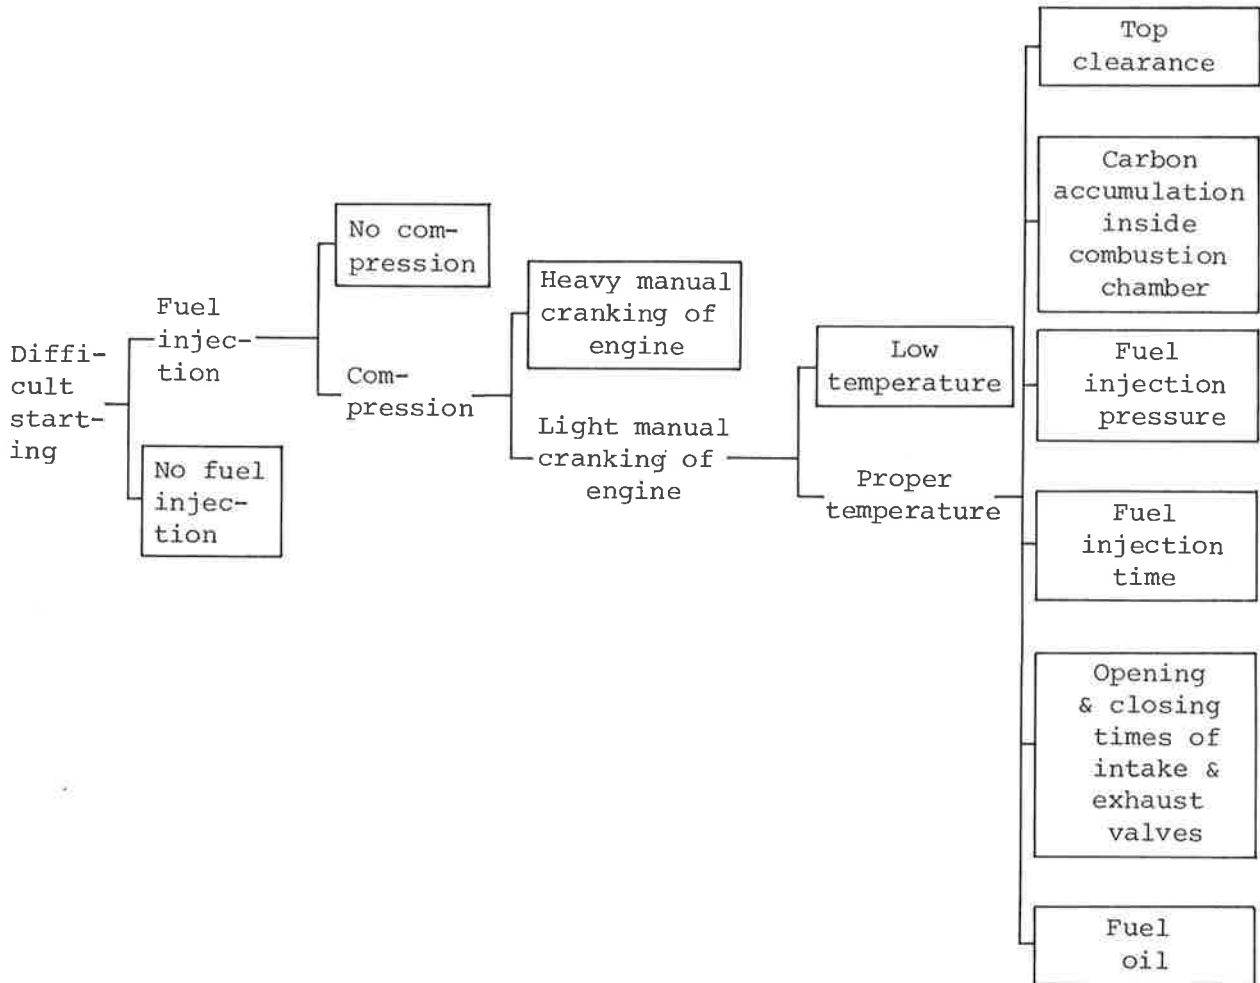 Diffi-
cult
start-
ing
Fuel
injec-
tion
No fuel
injec-
tion
No com-
pression
Com-
pression
Heavy manual
cranking of
engine
Light manual
cranking of
engine
Low
temperature
Proper
temperature
Top
clearance
Carbon
accumulation
inside
combustion
chamber
Fuel
injection
pressure
Fuel
injection
time
Opening
& closing
times of
intake &
exhaust
valves
Fuel
oil